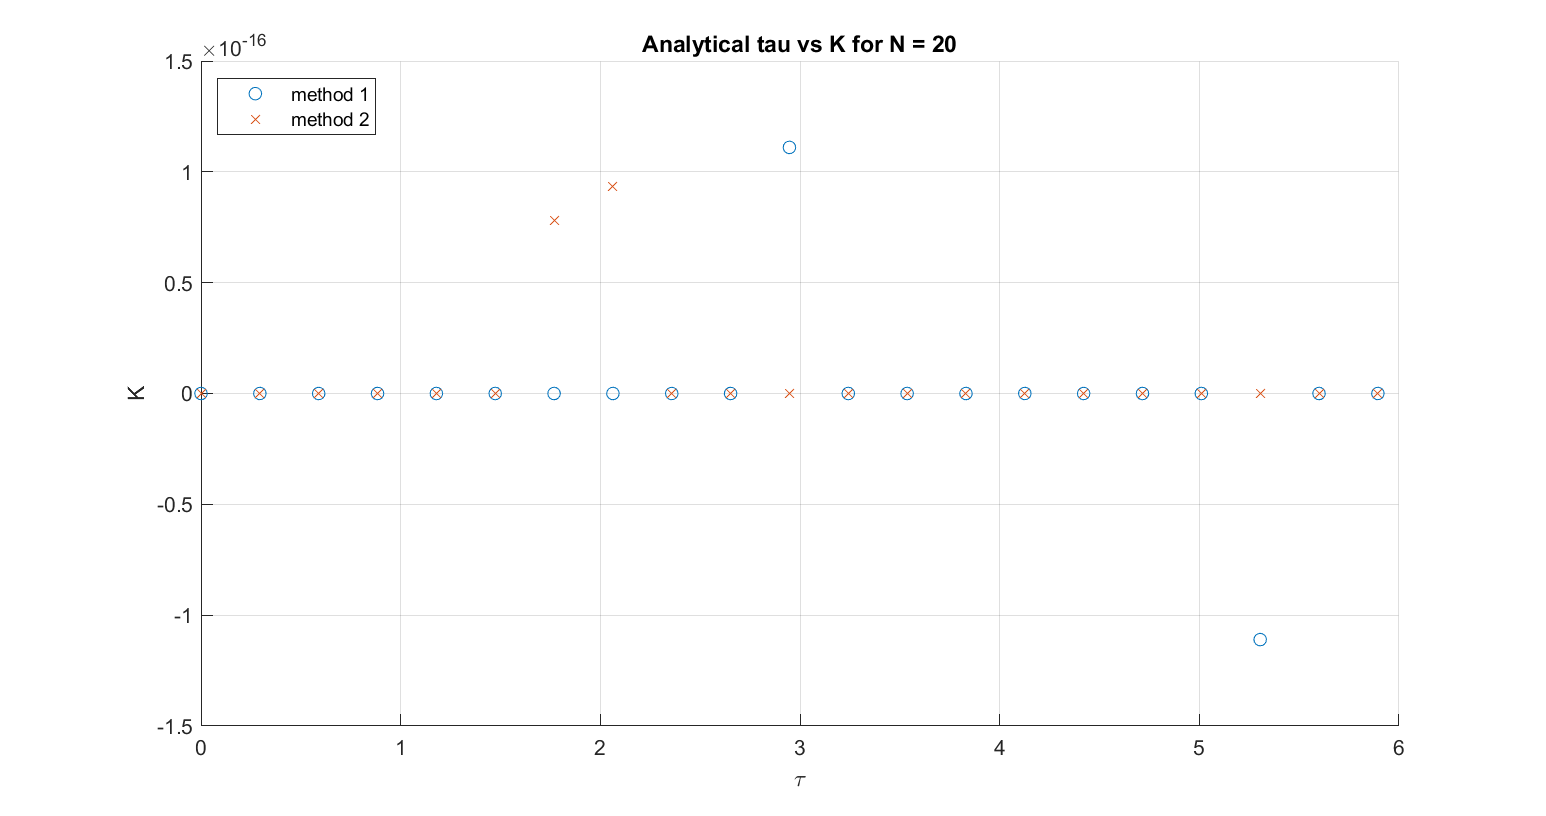 Analytical tau vs K for N = 20
×10^-16
1.5
1
0.5
0
-0.5
-1
-1.5
K
method 1
method 2
0 1 2 3 4 5 6
τ